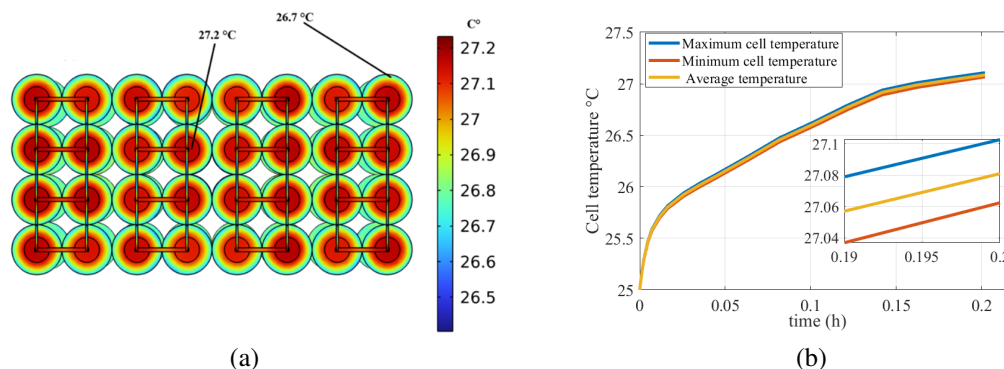 26.7 °C
27.2 °C
C°
27.2
27.1
27
26.9
26.8
26.7
26.6
26.5
(a)
27.5
27
26.5
26
25.5
25
Cell temperature °C
Maximum cell temperature
Minimum cell temperature
Average temperature
27.1
27.08
27.06
27.04
0.19
0.195
0.2
0
0.05
0.1
0.15
0.2
time (h)
(b)